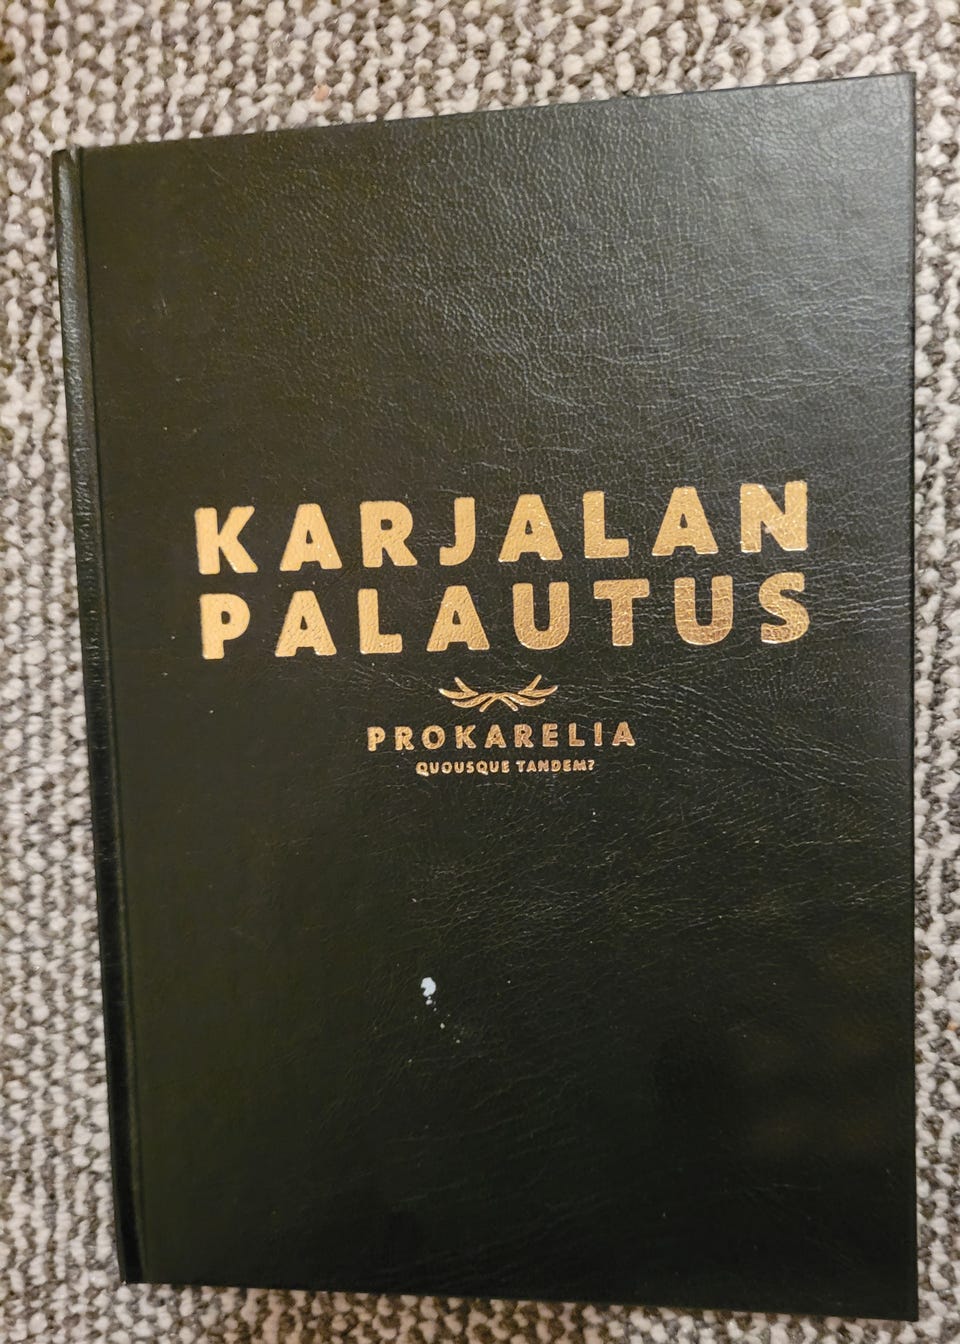 KARJALAN
PALAUTUS
PROKARELIA
QUOUSQUE TANDEM?